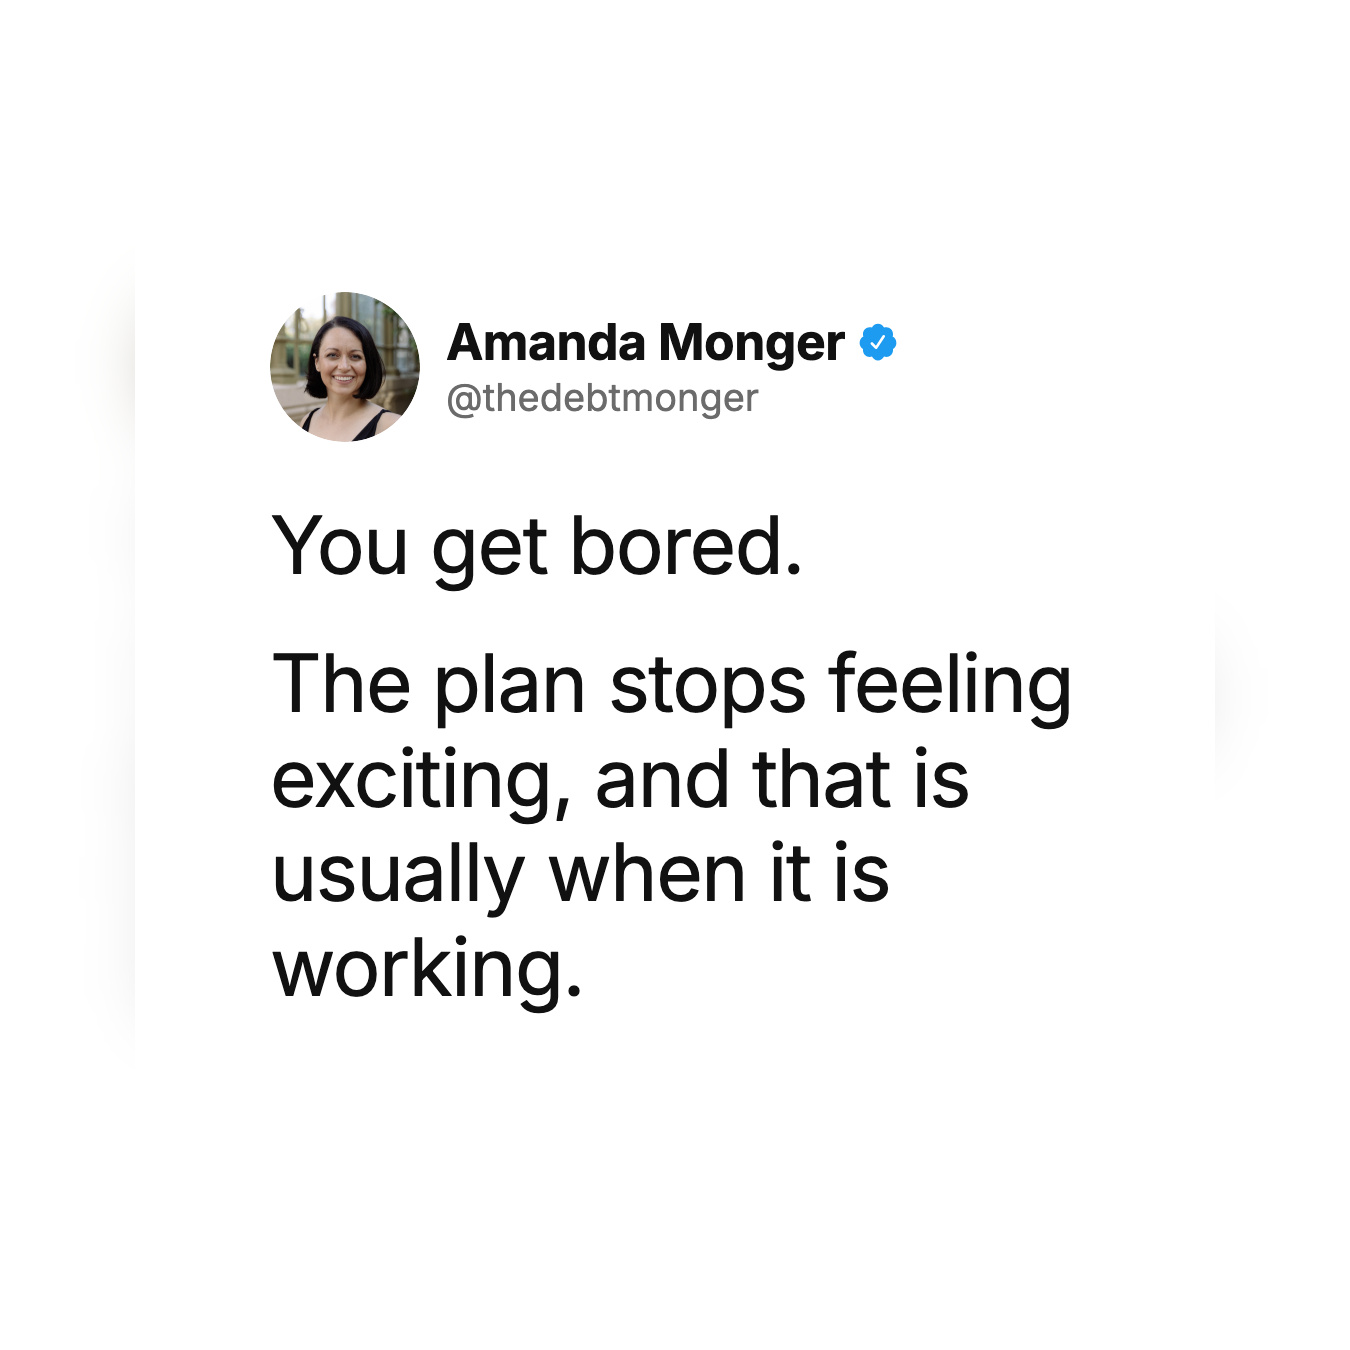 Amanda Monger
@thedebtmonger
You get bored.
The plan stops feeling
exciting, and that is
usually when it is
working.